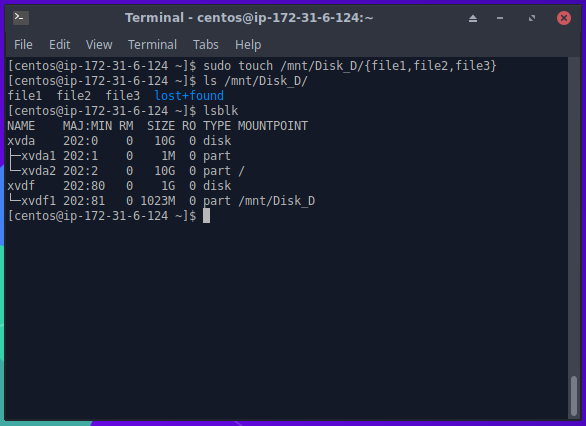 Terminal - centos@ip-172-31-6-124:~
File Edit View Terminal Tabs Help
[centos@ip-172-31-6-124 ~]$ sudo touch /mnt/Disk_D/{file1,file2,file3}
[centos@ip-172-31-6-124 ~]$ ls /mnt/Disk_D/
file1  file2  file3  lost+found
[centos@ip-172-31-6-124 ~]$ lsblk
NAME    MAJ:MIN RM  SIZE RO TYPE MOUNTPOINT
xvda    202:0    0   10G  0 disk
├─xvda1 202:1    0    1M  0 part
└─xvda2 202:2    0   10G  0 part /
xvdf    202:80   0    1G  0 disk
└─xvdf1 202:81   0 1023M  0 part /mnt/Disk_D
[centos@ip-172-31-6-124 ~]$